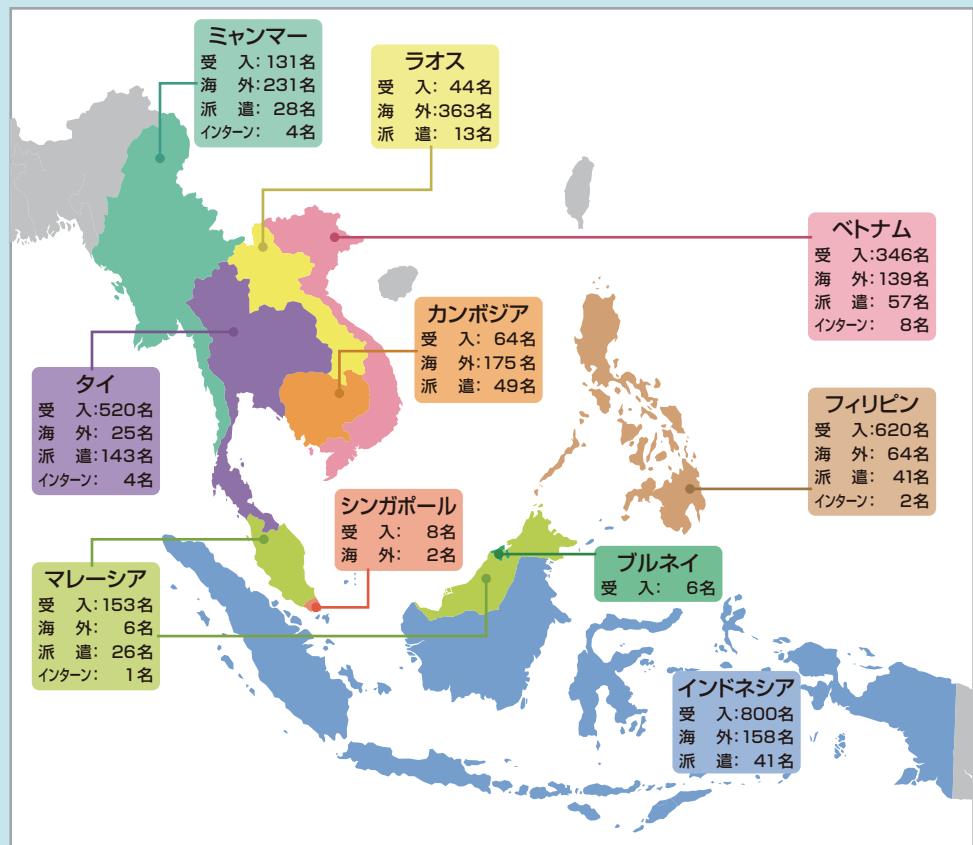 ミャンマー
受　入：131名
海　外：231名
派　遣： 28名
インターン： 4名
ラオス
受　入： 44名
海　外：363名
派　遣： 13名
ベトナム
受　入：346名
海　外：139名
派　遣： 57名
インターン： 8名
カンボジア
受　入： 64名
海　外：175名
派　遣： 49名
タイ
受　入：520名
海　外： 25名
派　遣：143名
インターン： 4名
フィリピン
受　入：620名
海　外： 64名
派　遣： 41名
インターン： 2名
シンガポール
受　入： 8名
海　外： 2名
ブルネイ
受　入： 6名
マレーシア
受　入：153名
海　外： 6名
派　遣： 26名
インターン： 1名
インドネシア
受　入：800名
海　外：158名
派　遣： 41名